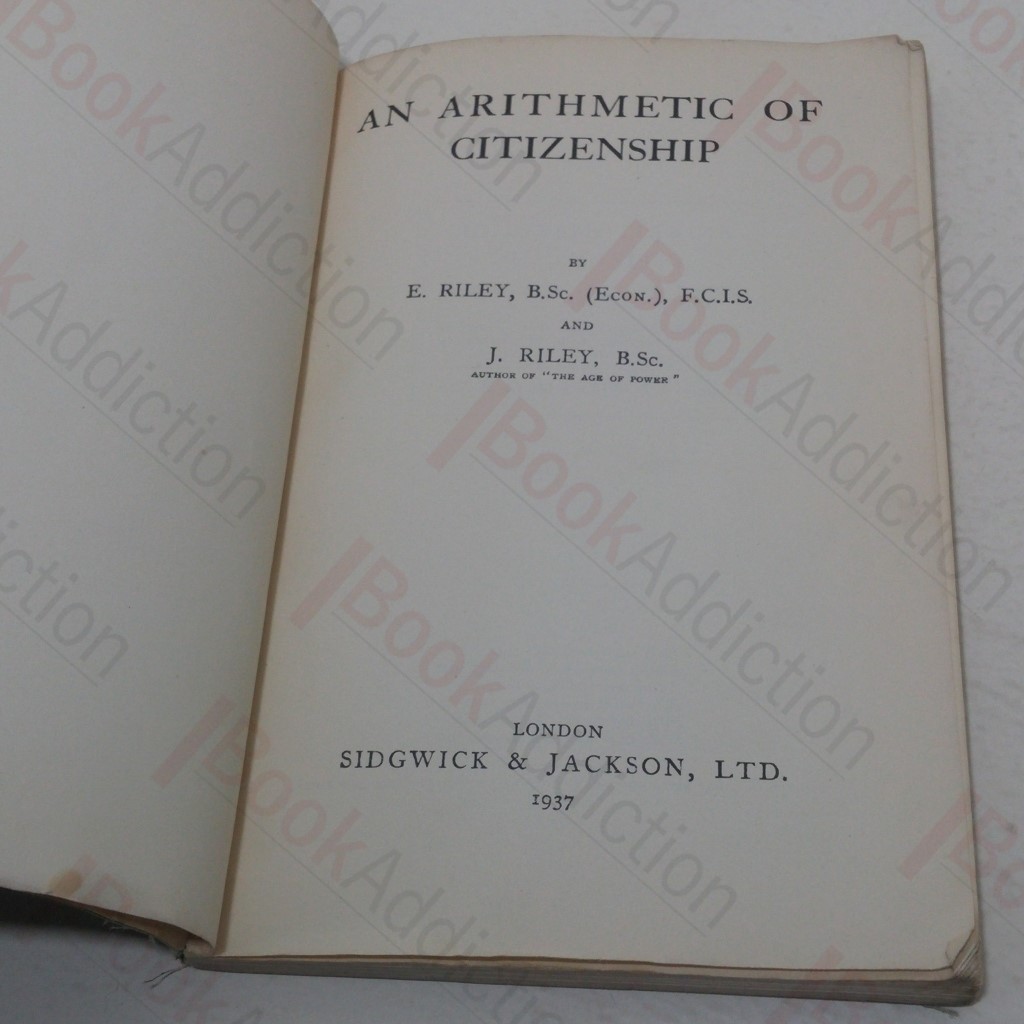 AN ARITHMETIC OF
CITIZENSHIP
BY
E. RILEY, B.Sc. (Econ.), F.C.I.S.
AND
J. RILEY, B.Sc.
AUTHOR OF "THE AGE OF POWER"
LONDON
SIDGWICK & JACKSON, LTD.
1937
BookAddiction